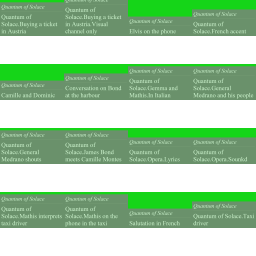 Quantum of Solace
Quantum of
Solace.Buying a ticket
in Austria
Quantum of
Solace.Buying a ticket
in Austria.Visual
channel only
Quantum of Solace
Elvis on the phone
Quantum of Solace
Quantum of
Solace.French accent
Quantum of Solace
Camille and Dominic
Quantum of Solace
Conversation on Bond
at the harbour
Quantum of Solace
Quantum of
Solace.Gemma and
Mathis.In Italian
Quantum of Solace
Quantum of
Solace.General
Medrano and his people
Quantum of Solace
Quantum of
Solace.General
Medrano shouts
Quantum of Solace
Quantum of
Solace.James Bond
meets Camille Montes
Quantum of Solace
Quantum of
Solace.Opera.Lyrics
Quantum of Solace
Quantum of
Solace.Opera.Sounkd
Quantum of Solace
Quantum of
Solace.Mathis interprets
taxi driver
Quantum of Solace
Quantum of
Solace.Mathis on the
phone in the taxi
Quantum of Solace
Salutation in French
Quantum of Solace
Quantum of Solace.Taxi
driver